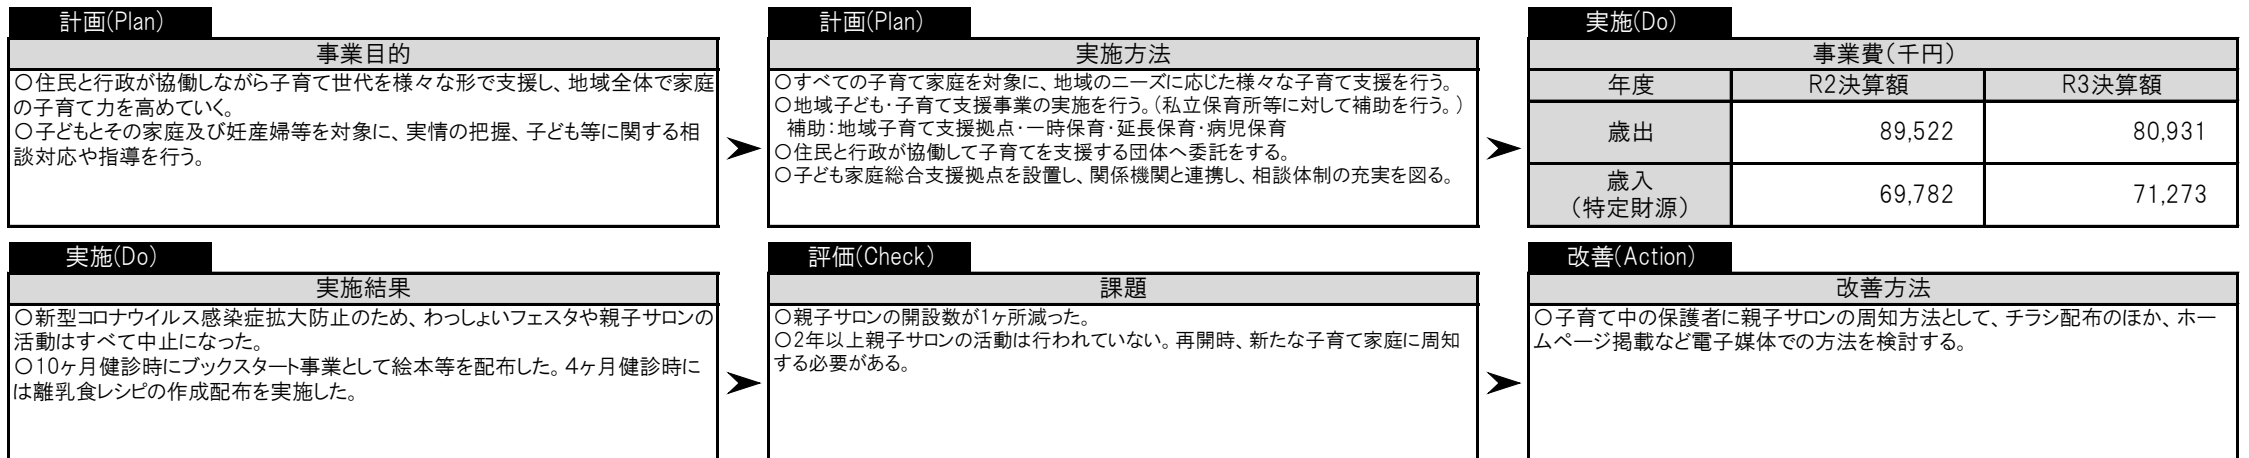 計画(Plan)
事業目的
○住民と行政が協働しながら子育て世代を様々な形で支援し、地域全体で家庭
の子育て力を高めていく。
○子どもとその家庭及び妊産婦等を対象に、実情の把握、子ども等に関する相
談対応や指導を行う。
計画(Plan)
実施方法
○すべての子育て家庭を対象に、地域のニーズに応じた様々な子育て支援を行う。
○地域子ども・子育て支援事業の実施を行う。（私立保育所等に対して補助を行う。）
補助：地域子育て支援拠点・一時保育・延長保育・病児保育
○住民と行政が協働して子育てを支援する団体へ委託をする。
○子ども家庭総合支援拠点を設置し、関係機関と連携し、相談体制の充実を図る。
実施(Do)
事業費（千円）
年度 R2決算額 R3決算額
歳出 89,522 80,931
歳入
（特定財源） 69,782 71,273
実施(Do)
実施結果
○新型コロナウイルス感染症拡大防止のため、わっしょいフェスタや親子サロンの
活動はすべて中止になった。
○10ヶ月健診時にブックスタート事業として絵本等を配布した。4ヶ月健診時に
は離乳食レシピの作成配布を実施した。
評価(Check)
課題
○親子サロンの開設数が1ヶ所減った。
○2年以上親子サロンの活動は行われていない。再開時、新たな子育て家庭に周知
する必要がある。
改善(Action)
改善方法
○子育て中の保護者に親子サロンの周知方法として、チラシ配布のほか、ホー
ムページ掲載など電子媒体での方法を検討する。